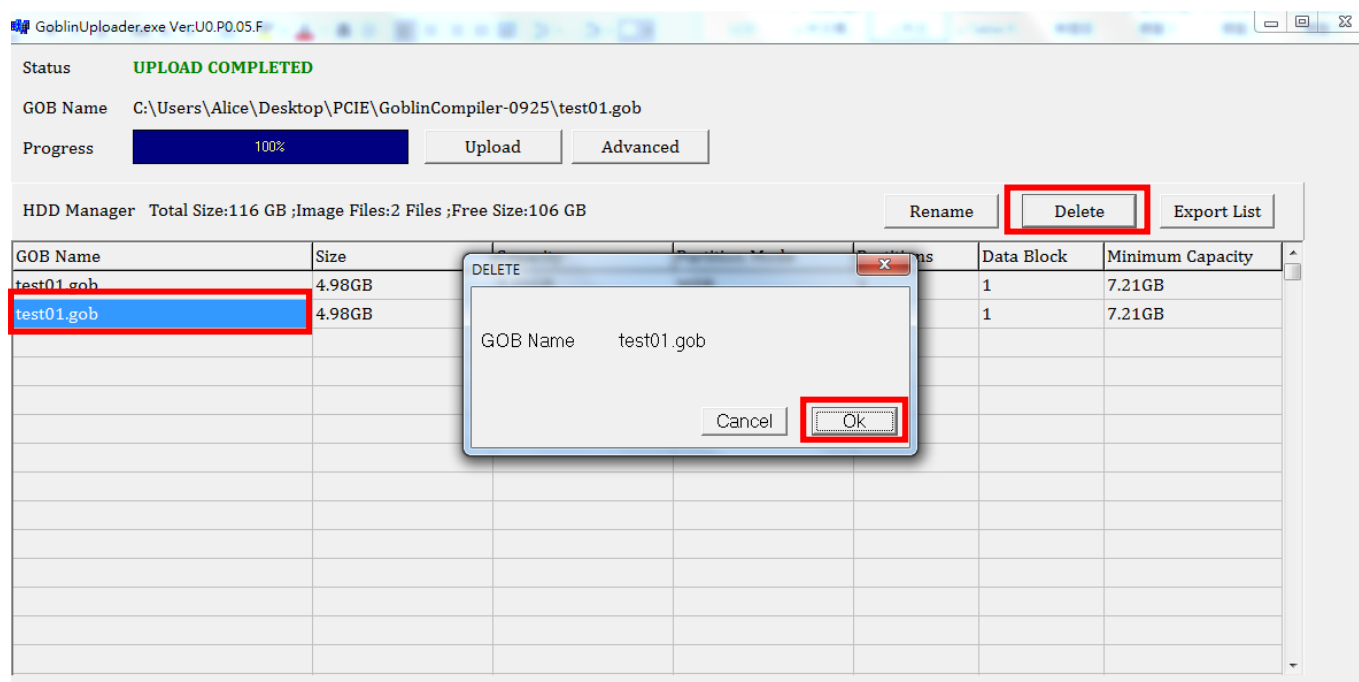 GoblinUploader.exe Ver:U0.P0.05.F
Status UPLOAD COMPLETED
GOB Name C:\Users\Alice\Desktop\PCIE\GoblinCompiler-0925\test01.gob
Progress 100% Upload Advanced
HDD Manager Total Size:116 GB ;Image Files:2 Files ;Free Size:106 GB Rename Delete Export List
GOB Name Size Data Block Minimum Capacity
test01.gob 4.98GB 1 7.21GB
test01.gob 4.98GB 1 7.21GB
DELETE
GOB Name test01.gob
Cancel Ok